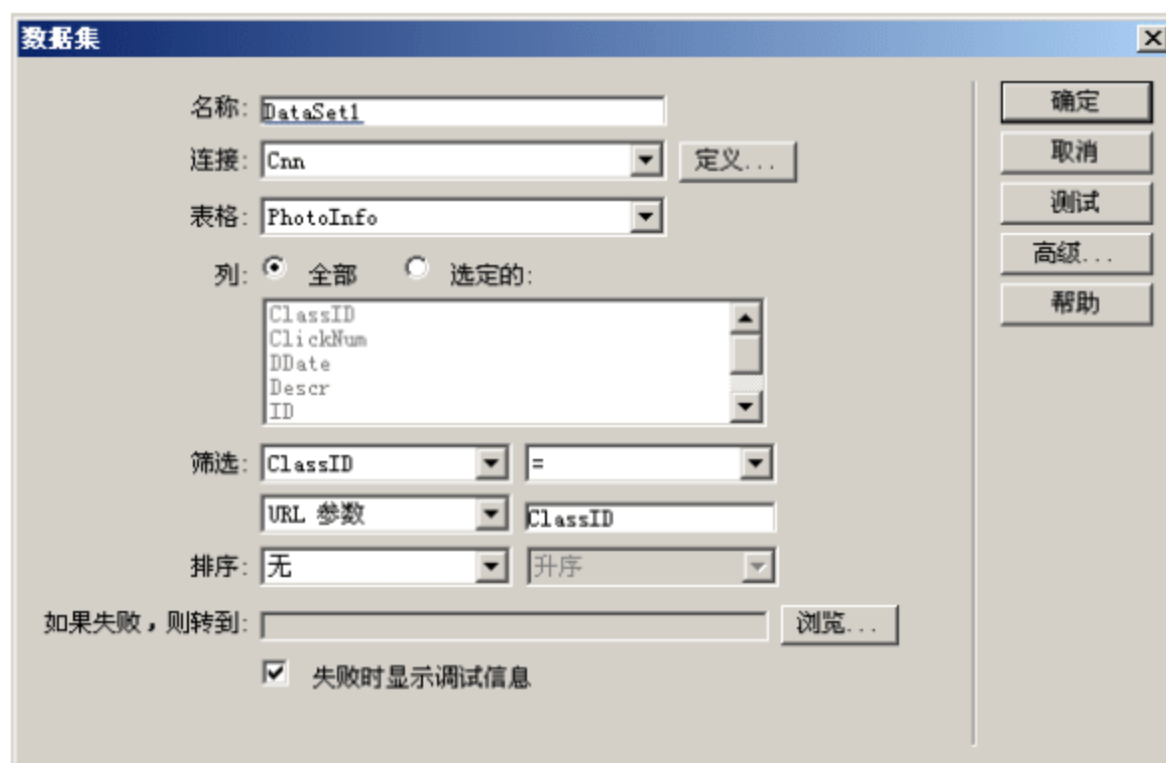 数据集
名称: DataSet1
连接: Cnn 定义...
表格: PhotoInfo
列: 全部 选定的:
ClassID
ClickNum
DDate
Descr
ID
筛选: ClassID =
URL 参数 ClassID
排序: 无 升序
如果失败，则转到: 浏览...
失败时显示调试信息
确定
取消
测试
高级...
帮助